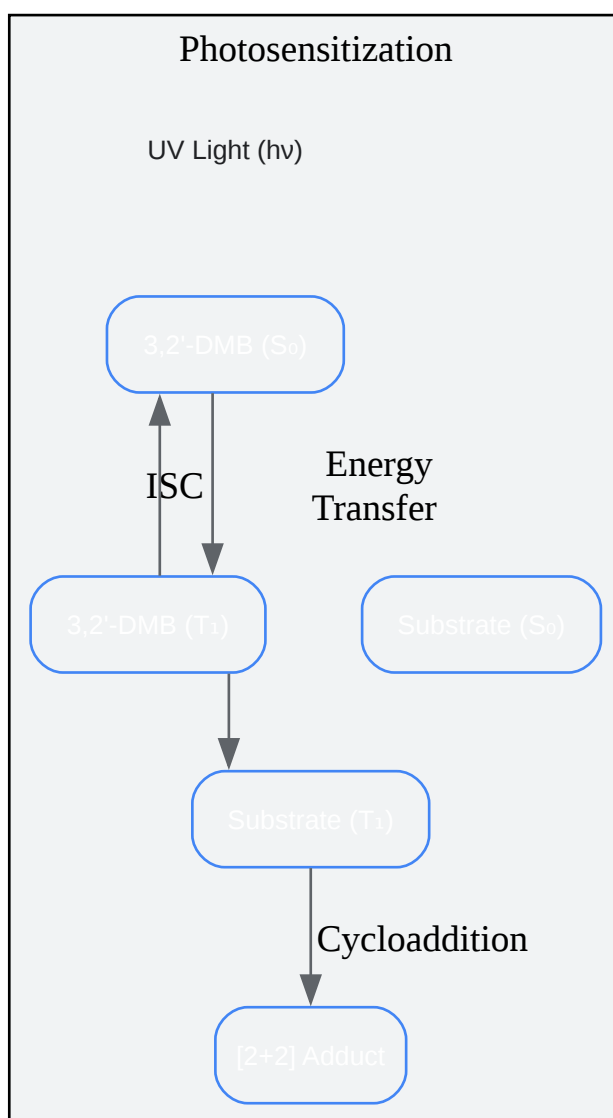 Photosensitization
UV Light (hν)
3,2'-DMB (S₀)
ISC
Energy
Transfer
3,2'-DMB (T₁)
Substrate (S₀)
Substrate (T₁)
Cycloaddition
[2+2] Adduct